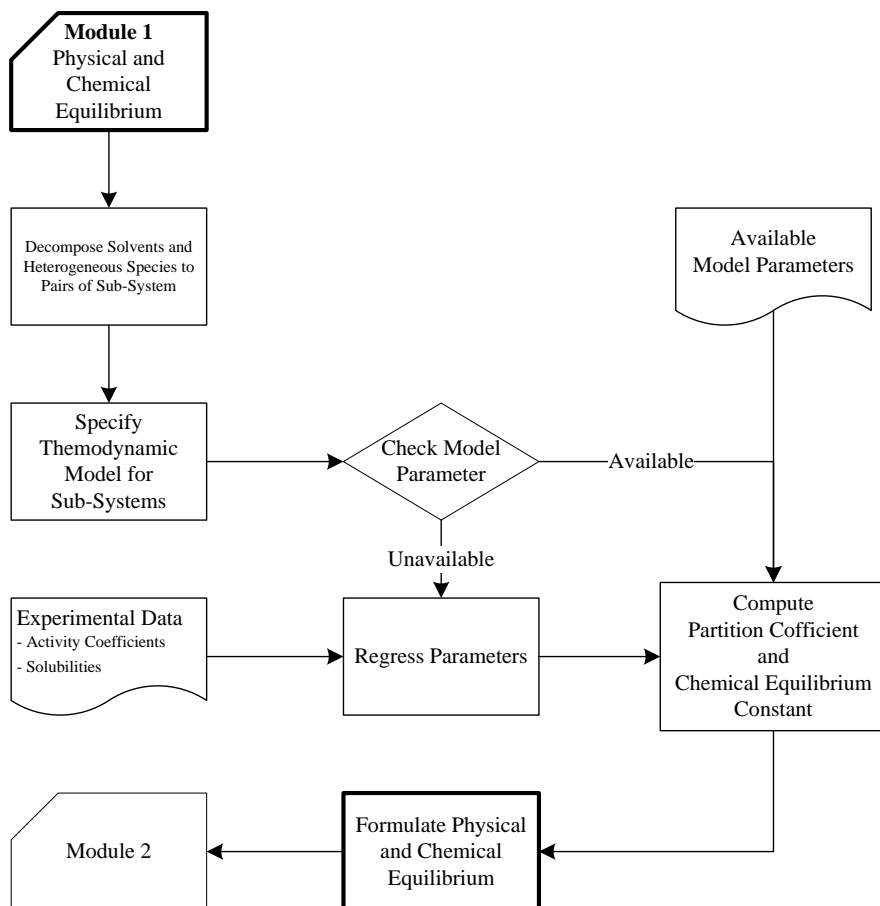 Module 1
Physical and
Chemical
Equilibrium
Decompose Solvents and
Heterogeneous Species to
Pairs of Sub-System
Available
Model Parameters
Specify
Themodynamic
Model for
Sub-Systems
Check Model
Parameter
Available
Unavailable
Experimental Data
- Activity Coefficients
- Solubilities
Regress Parameters
Compute
Partition Cofficient
and
Chemical Equilibrium
Constant
Module 2
Formulate Physical
and Chemical
Equilibrium